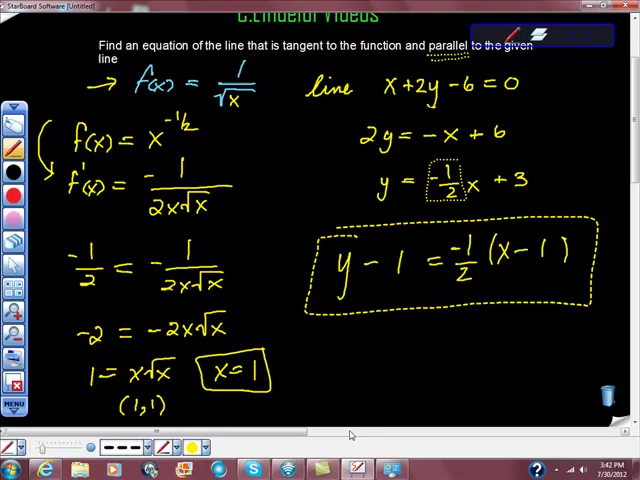 StarBoard Software [Untitled]
C.Lindelof Videos
Find an equation of the line that is tangent to the function and parallel to the given
line
f(x) = 1/√x
line x + 2y - 6 = 0
f(x) = x^-1/2
2y = -x + 6
f'(x) = - 1/2x√x
y = -1/2 x + 3
y - 1 = -1/2 (x - 1)
-1/2 = - 1/2x√x
-2 = -2x√x
1 = x√x
x = 1
(1,1)
MENU
3:42 PM
7/30/2012